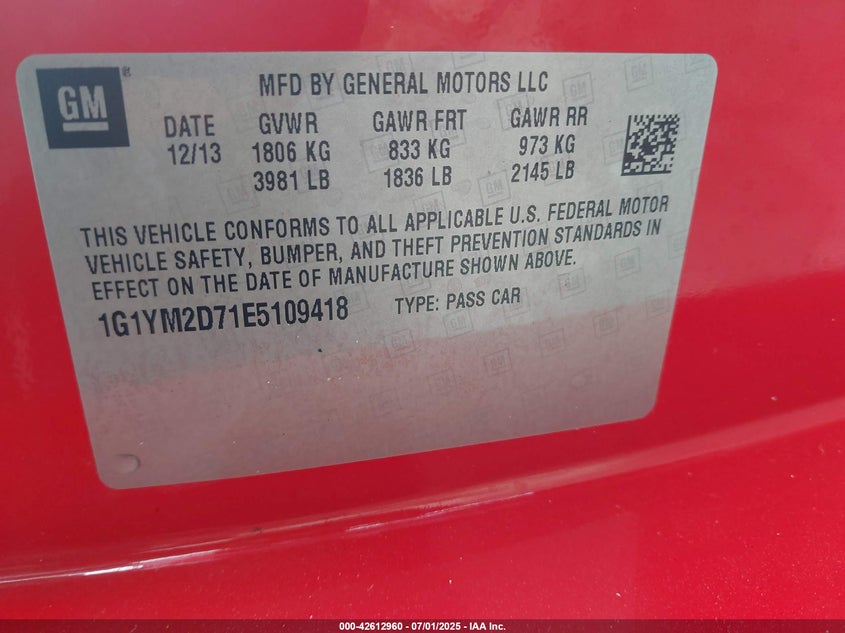 GM®
MFD BY GENERAL MOTORS LLC
DATE GVWR GAWR FRT GAWR RR
12/13 1806 KG 833 KG 973 KG
3981 LB 1836 LB 2145 LB
THIS VEHICLE CONFORMS TO ALL APPLICABLE U.S. FEDERAL MOTOR
VEHICLE SAFETY, BUMPER, AND THEFT PREVENTION STANDARDS IN
EFFECT ON THE DATE OF MANUFACTURE SHOWN ABOVE.
1G1YM2D71E5109418 TYPE: PASS CAR
000-42612960 - 07/01/2025 - IAA Inc.